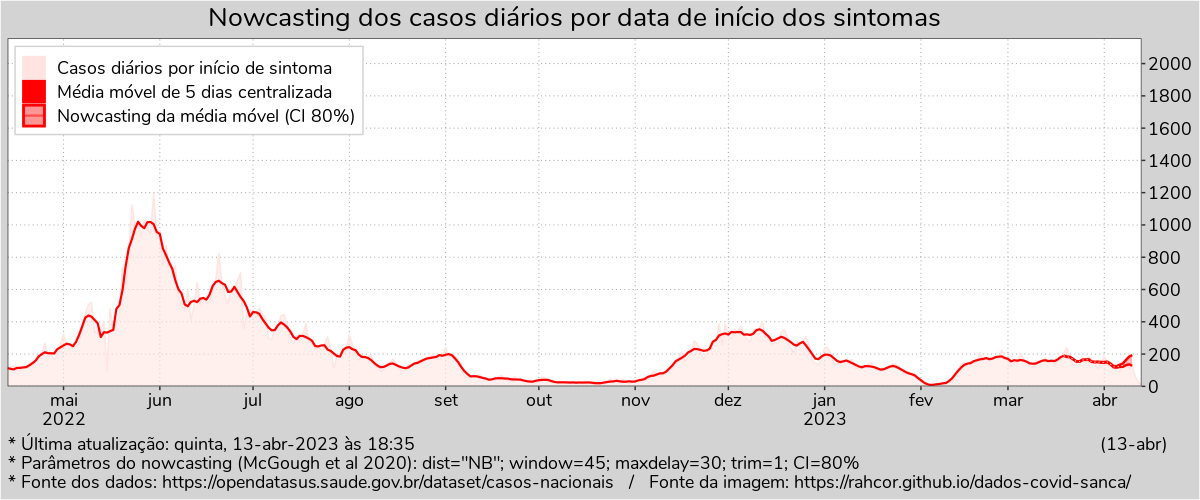 Nowcasting dos casos diários por data de início dos sintomas
Casos diários por início de sintoma
Média móvel de 5 dias centralizada
Nowcasting da média móvel (CI 80%)
2000
1800
1600
1400
1200
1000
800
600
400
200
0
mai jun jul ago set out nov dez jan fev mar abr
2022 2023
* Última atualização: quinta, 13-abr-2023 às 18:35 (13-abr)
* Parâmetros do nowcasting (McGough et al 2020): dist="NB"; window=45; maxdelay=30; trim=1; CI=80%
* Fonte dos dados: https://opendatasus.saude.gov.br/dataset/casos-nacionais / Fonte da imagem: https://rahcor.github.io/dados-covid-sanca/